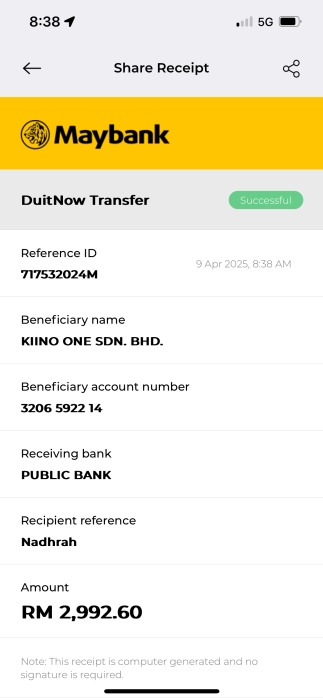 8:38
5G
Share Receipt
Maybank
DuitNow Transfer
Successful
Reference ID
9 Apr 2025, 8:38 AM
717532024M
Beneficiary name
KIINO ONE SDN. BHD.
Beneficiary account number
3206 5922 14
Receiving bank
PUBLIC BANK
Recipient reference
Nadhrah
Amount
RM 2,992.60
Note: This receipt is computer generated and no
signature is required.